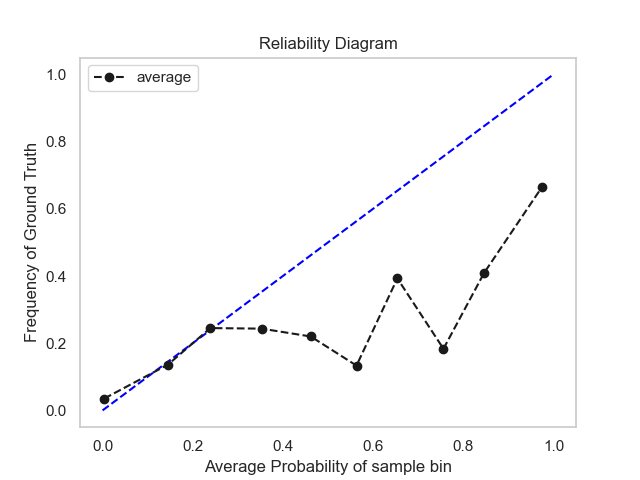 Reliability Diagram
average
1.0
0.8
0.6
0.4
0.2
0.0
Frequency of Ground Truth
0.0 0.2 0.4 0.6 0.8 1.0
Average Probability of sample bin